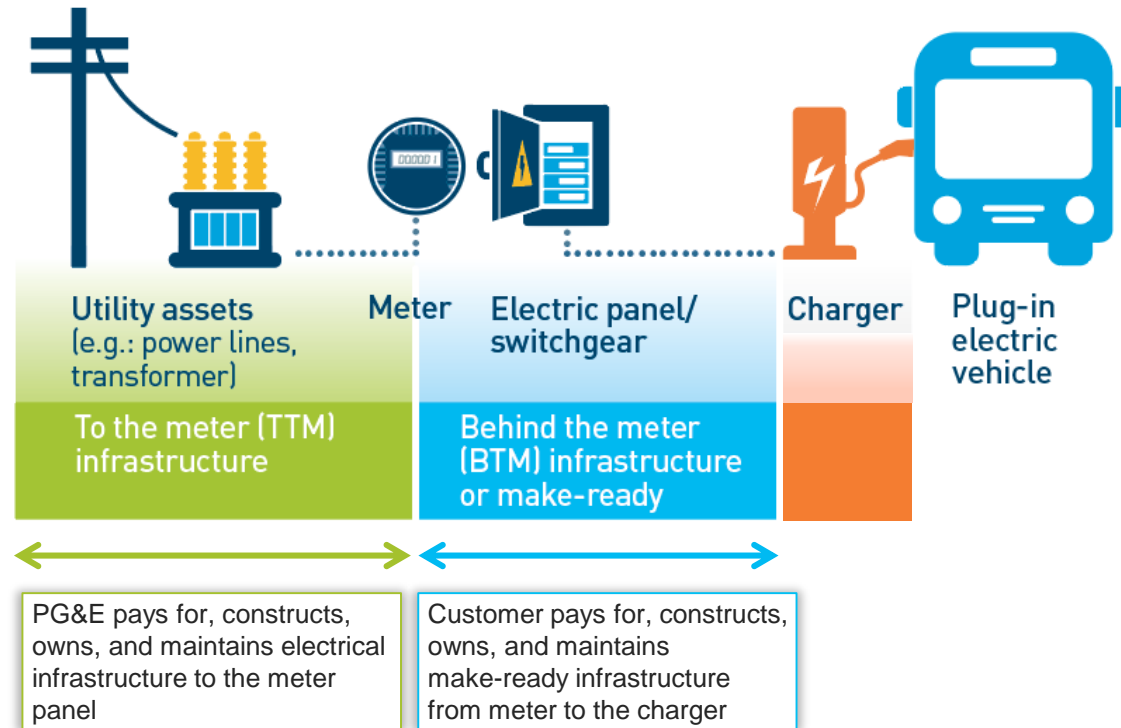 000001
Utility assets
(e.g.: power lines,
transformer)
Meter
Electric panel/
switchgear
Charger
Plug-in
electric
vehicle
To the meter (TTM)
infrastructure
Behind the meter
(BTM) infrastructure
or make-ready
PG&E pays for, constructs,
owns, and maintains electrical
infrastructure to the meter
panel
Customer pays for, constructs,
owns, and maintains
make-ready infrastructure
from meter to the charger